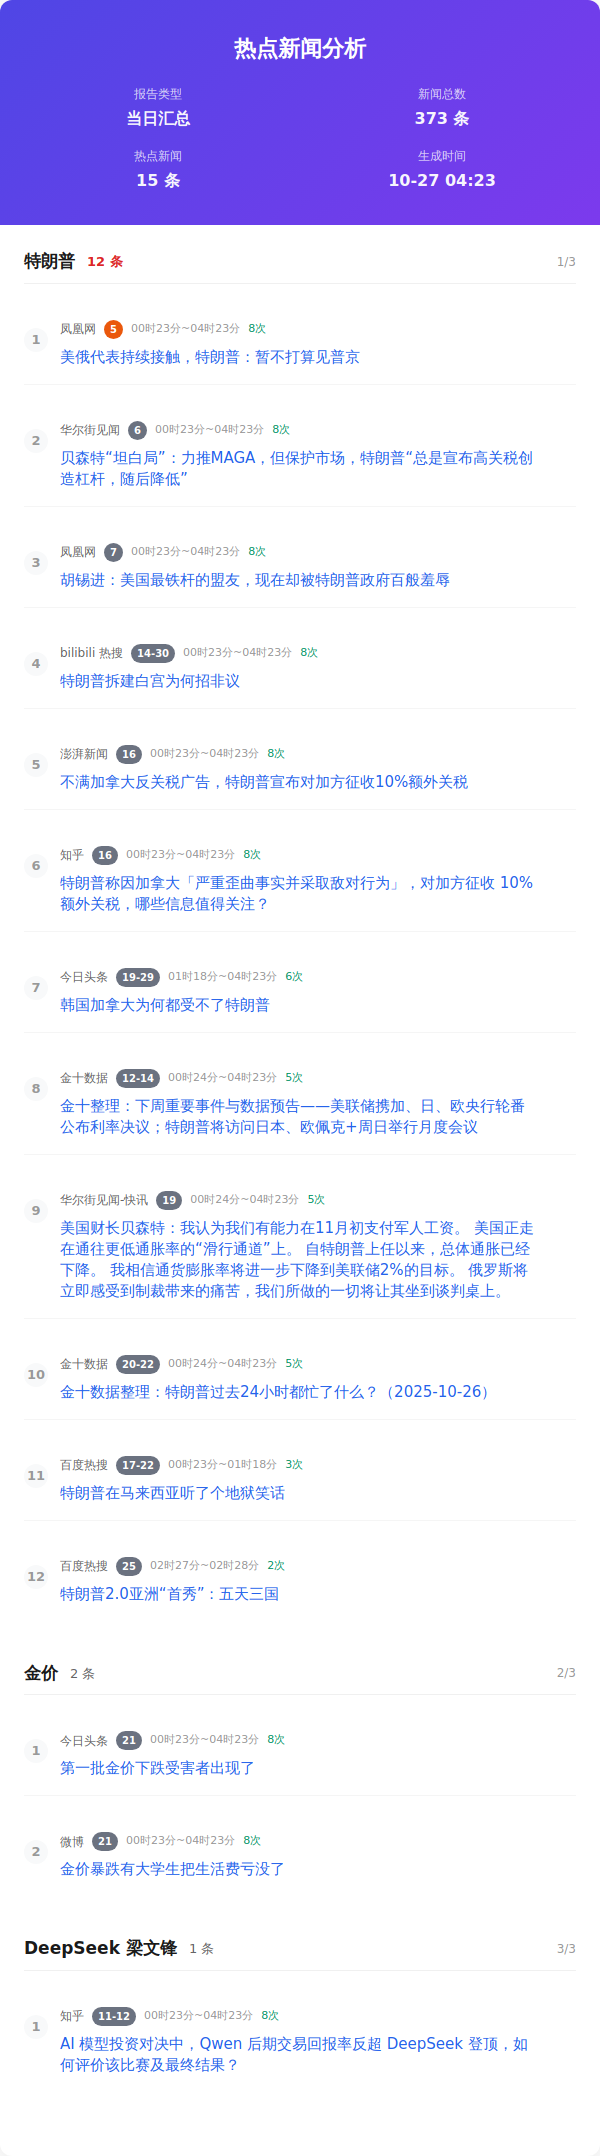 热点新闻分析
报告类型
新闻总数
当日汇总
373 条
热点新闻
生成时间
15 条
10-27 04:23
特朗普 12 条 1/3
1 凤凰网 5 00时23分~04时23分 8次
美俄代表持续接触，特朗普：暂不打算见普京
2 华尔街见闻 6 00时23分~04时23分 8次
贝森特“坦白局”：力推MAGA，但保护市场，特朗普“总是宣布高关税创
造杠杆，随后降低”
3 凤凰网 7 00时23分~04时23分 8次
胡锡进：美国最铁杆的盟友，现在却被特朗普政府百般羞辱
4 bilibili 热搜 14-30 00时23分~04时23分 8次
特朗普拆建白宫为何招非议
5 澎湃新闻 16 00时23分~04时23分 8次
不满加拿大反关税广告，特朗普宣布对加方征收10%额外关税
6 知乎 16 00时23分~04时23分 8次
特朗普称因加拿大「严重歪曲事实并采取敌对行为」，对加方征收 10%
额外关税，哪些信息值得关注？
7 今日头条 19-29 01时18分~04时23分 6次
韩国加拿大为何都受不了特朗普
8 金十数据 12-14 00时24分~04时23分 5次
金十整理：下周重要事件与数据预告——美联储携加、日、欧央行轮番
公布利率决议；特朗普将访问日本、欧佩克+周日举行月度会议
9 华尔街见闻-快讯 19 00时24分~04时23分 5次
美国财长贝森特：我认为我们有能力在11月初支付军人工资。 美国正走
在通往更低通胀率的“滑行通道”上。 自特朗普上任以来，总体通胀已经
下降。 我相信通货膨胀率将进一步下降到美联储2%的目标。 俄罗斯将
立即感受到制裁带来的痛苦，我们所做的一切将让其坐到谈判桌上。
10 金十数据 20-22 00时24分~04时23分 5次
金十数据整理：特朗普过去24小时都忙了什么？（2025-10-26）
11 百度热搜 17-22 00时23分~01时18分 3次
特朗普在马来西亚听了个地狱笑话
12 百度热搜 25 02时27分~02时28分 2次
特朗普2.0亚洲“首秀”：五天三国
金价 2 条 2/3
1 今日头条 21 00时23分~04时23分 8次
第一批金价下跌受害者出现了
2 微博 21 00时23分~04时23分 8次
金价暴跌有大学生把生活费亏没了
DeepSeek 梁文锋 1 条 3/3
1 知乎 11-12 00时23分~04时23分 8次
AI 模型投资对决中，Qwen 后期交易回报率反超 DeepSeek 登顶，如
何评价该比赛及最终结果？